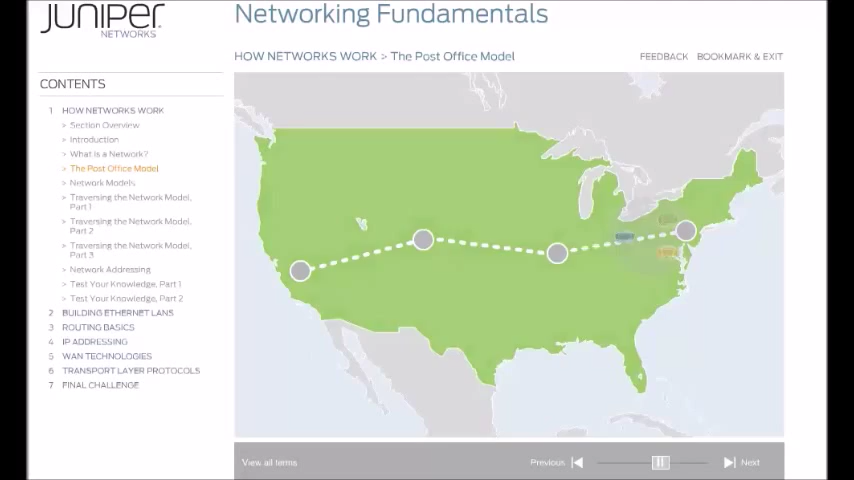 JUNIPER
NETWORKS
Networking Fundamentals
HOW NETWORKS WORK > The Post Office Model
FEEDBACK BOOKMARK & EXIT
CONTENTS
1 HOW NETWORKS WORK
> Section Overview
> Introduction
> What is a Network?
> The Post Office Model
> Network Models
> Traversing the Network Model,
Part 1
> Traversing the Network Model,
Part 2
> Traversing the Network Model,
Part 3
> Network Addressing
> Test Your Knowledge, Part 1
> Test Your Knowledge, Part 2
2 BUILDING ETHERNET LANS
3 ROUTING BASICS
4 IP ADDRESSING
5 WAN TECHNOLOGIES
6 TRANSPORT LAYER PROTOCOLS
7 FINAL CHALLENGE
View all terms
Previous
Next